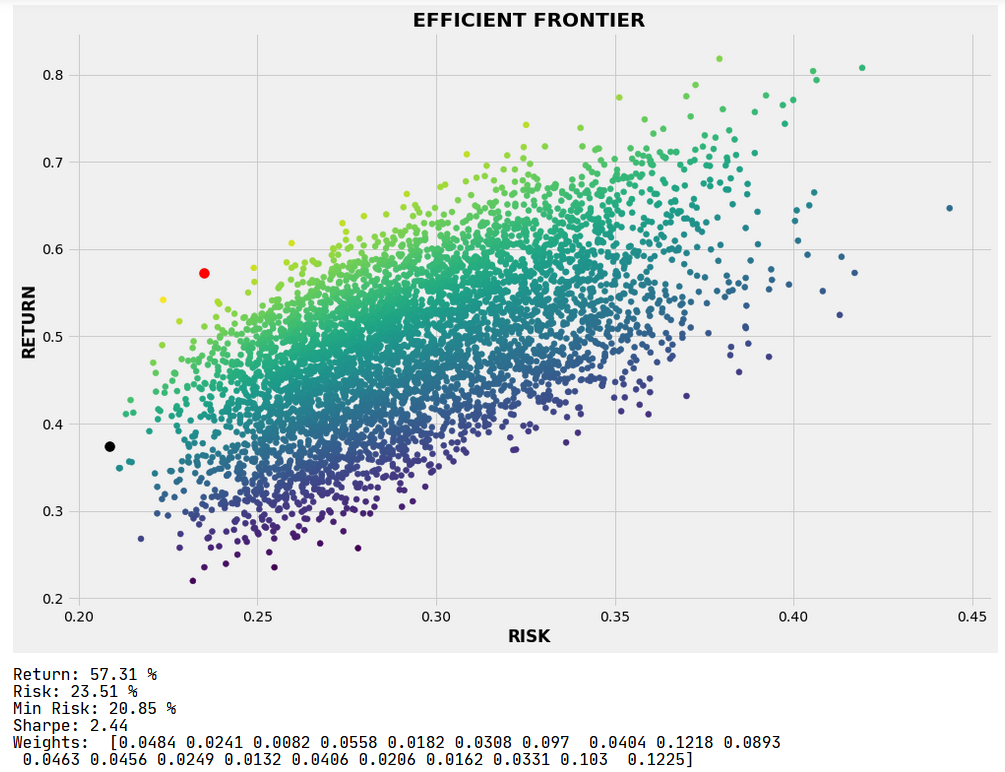 EFFICIENT FRONTIER
0.8
0.7
0.6
0.5
0.4
0.3
0.2
RETURN
0.20 0.25 0.30 0.35 0.40 0.45
RISK
Return: 57.31 %
Risk: 23.51 %
Min Risk: 20.85 %
Sharpe: 2.44
Weights:  [0.0484 0.0241 0.0082 0.0558 0.0182 0.0308 0.097  0.0404 0.1218 0.0893
 0.0463 0.0456 0.0249 0.0132 0.0406 0.0206 0.0162 0.0331 0.103  0.1225]